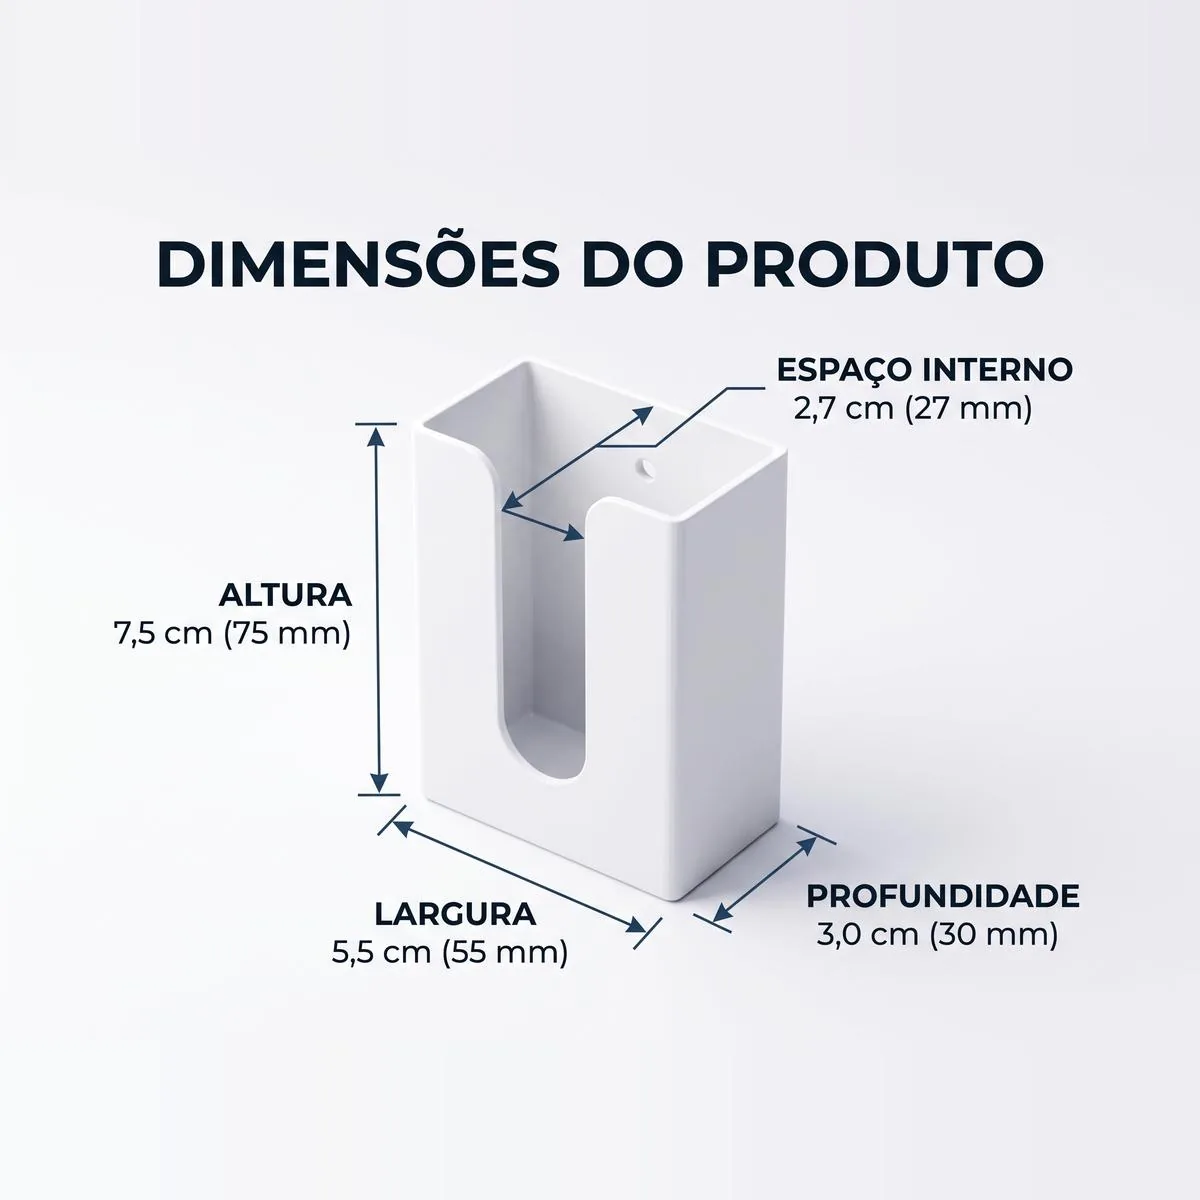 DIMENSÕES DO PRODUTO
ESPAÇO INTERNO
2,7 cm (27 mm)
ALTURA
7,5 cm (75 mm)
LARGURA
5,5 cm (55 mm)
PROFUNDIDADE
3,0 cm (30 mm)